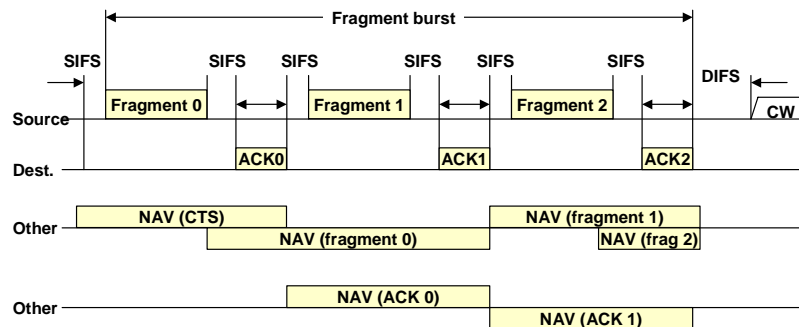 Fragment burst
SIFS SIFS SIFS SIFS SIFS SIFS
DIFS
Fragment 0 Fragment 1 Fragment 2
CW
Source
ACK0 ACK1 ACK2
Dest.
NAV (CTS) NAV (fragment 1)
Other
NAV (fragment 0) NAV (frag 2)
NAV (ACK 0)
Other
NAV (ACK 1)